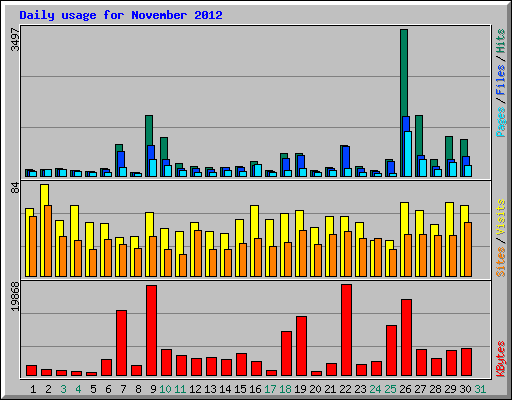 Daily usage for November 2012
3497
Pages / Files / Hits
84
Sites / Visits
19868
KBytes
1 2 3 4 5 6 7 8 9 10 11 12 13 14 15 16 17 18 19 20 21 22 23 24 25 26 27 28 29 30 31